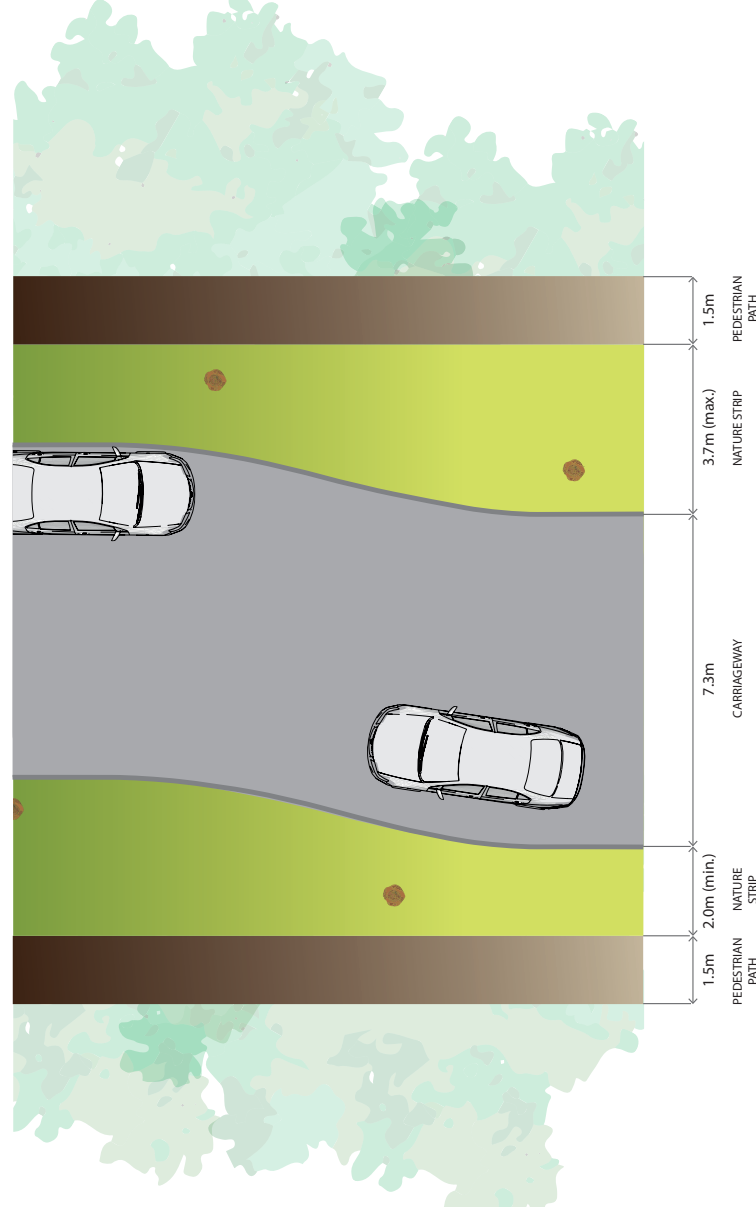 1.5m
PEDESTRIAN
PATH
3.7m (max.)
NATURE STRIP
7.3m
CARRIAGEWAY
2.0m (min.)
NATURE
STRIP
1.5m
PEDESTRIAN
PATH